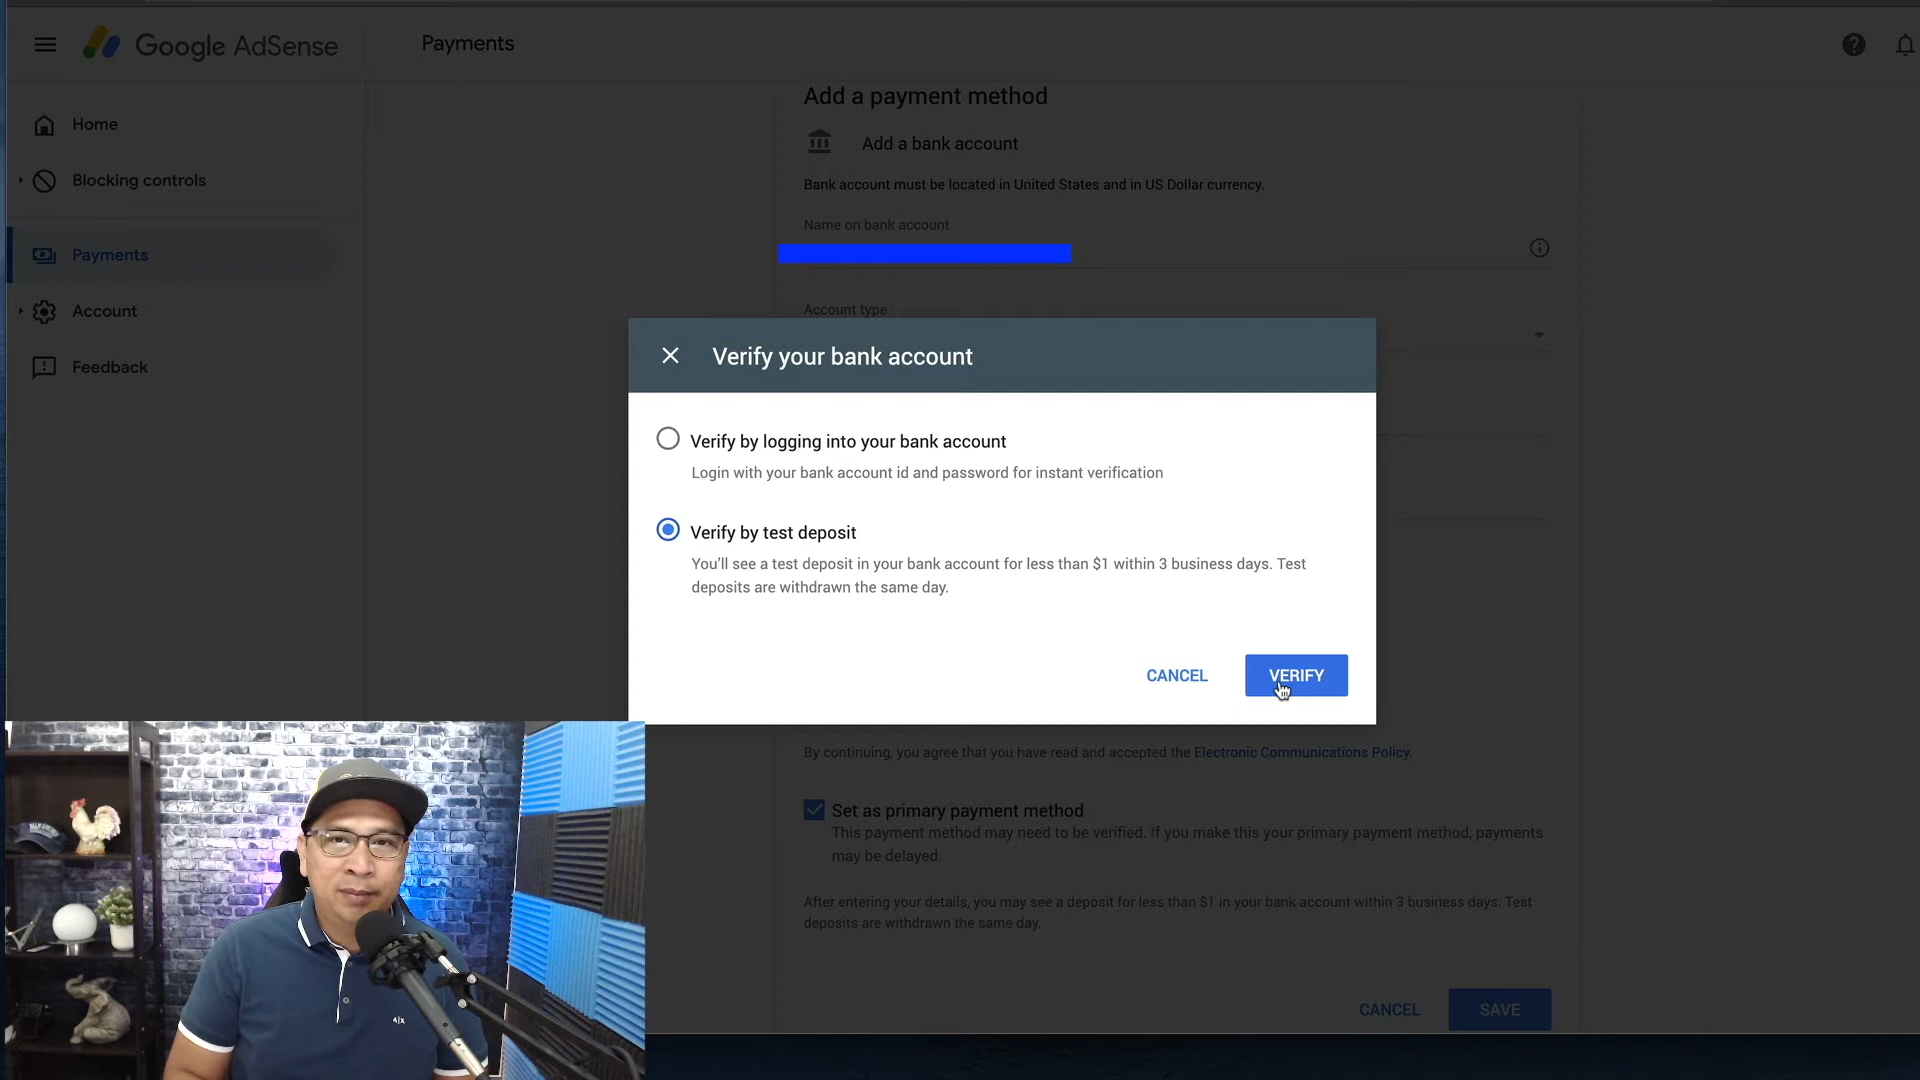 Google AdSense
Payments
Home
Blocking controls
Payments
Account
Feedback
Add a payment method
Add a bank account
Bank account must be located in United States and in US Dollar currency.
Name on bank account
Account type
Verify your bank account
Verify by logging into your bank account
Login with your bank account id and password for instant verification
Verify by test deposit
You'll see a test deposit in your bank account for less than $1 within 3 business days. Test
deposits are withdrawn the same day.
CANCEL
VERIFY
By continuing, you agree that you have read and accepted the Electronic Communications Policy.
Set as primary payment method
This payment method may need to be verified. If you make this your primary payment method, payments
may be delayed.
After entering your details, you may see a deposit for less than $1 in your bank account within 3 business days. Test
deposits are withdrawn the same day.
CANCEL
SAVE
A|X